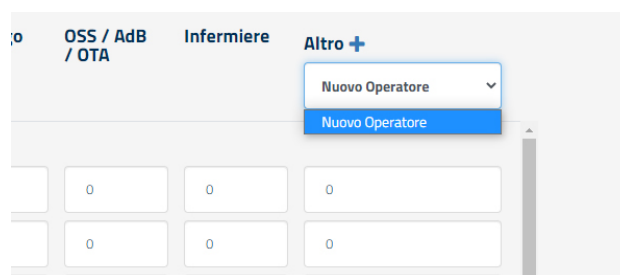 OSS / AdB Infermiere Altro +
/ OTA
Nuovo Operatore
Nuovo Operatore
0 0 0
0 0 0